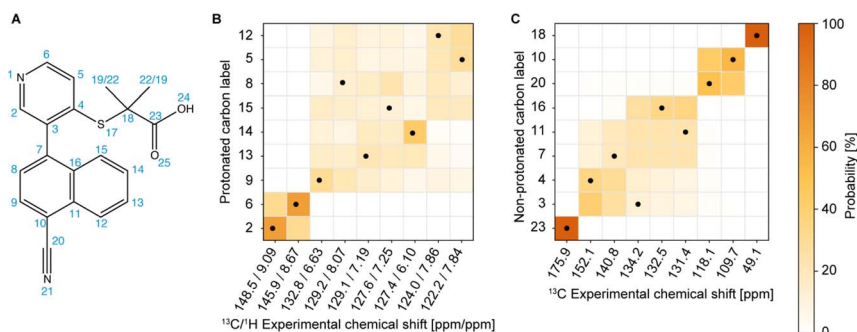 A
6
1
N
5
19/22
22/19
24
OH
2
4
3
S
17
18
23
O
25
7
8
16
15
14
9
11
13
10
12
20
N
21
B
Protonated carbon label
12
5
8
15
14
13
9
6
2
148.5 / 9.09
145.9 / 8.67
132.8 / 6.63
129.2 / 8.07
129.1 / 7.19
127.6 / 7.25
127.4 / 6.10
124.0 / 7.86
122.2 / 7.84
¹³C/¹H Experimental chemical shift [ppm/ppm]
C
Non-protonated carbon label
18
10
20
16
11
7
4
3
23
175.9
152.1
140.8
134.2
132.5
131.4
118.1
109.7
49.1
¹³C Experimental chemical shift [ppm]
100
80
60
40
20
0
Probability [%]